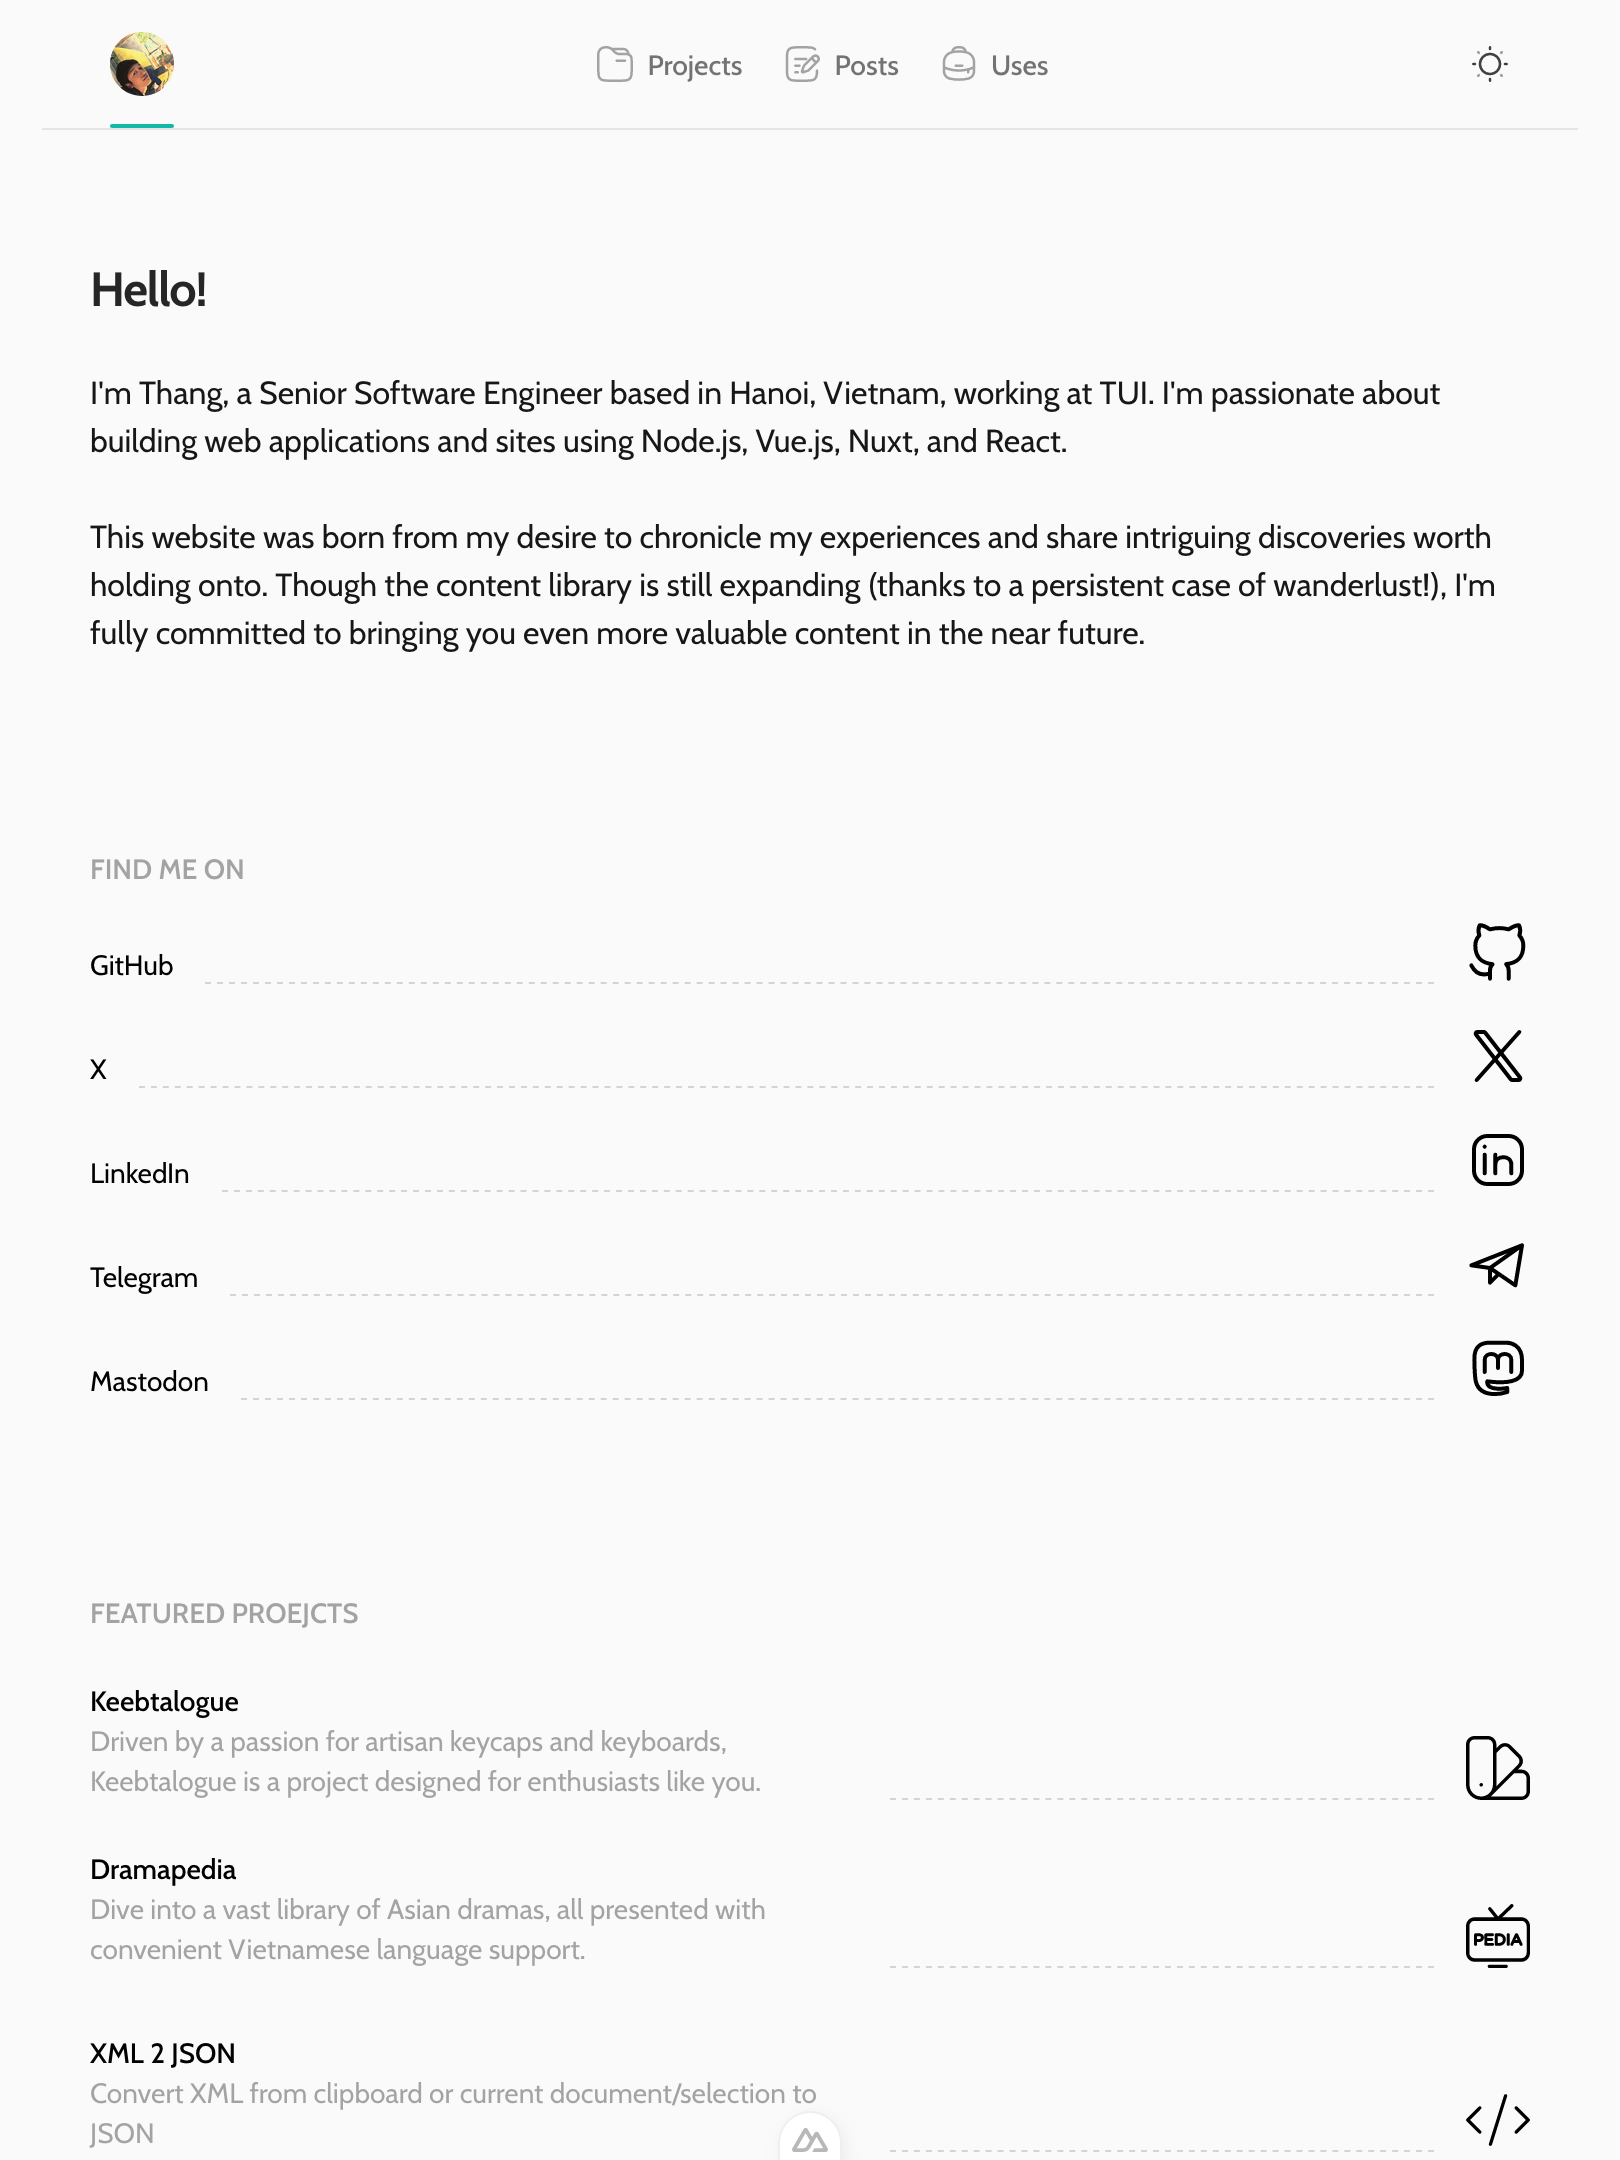 Projects
Posts
Uses
Hello!
I'm Thang, a Senior Software Engineer based in Hanoi, Vietnam, working at TUI. I'm passionate about
building web applications and sites using Node.js, Vue.js, Nuxt, and React.
This website was born from my desire to chronicle my experiences and share intriguing discoveries worth
holding onto. Though the content library is still expanding (thanks to a persistent case of wanderlust!), I'm
fully committed to bringing you even more valuable content in the near future.
FIND ME ON
GitHub
X
LinkedIn
in
Telegram
Mastodon
m
FEATURED PROEJCTS
Keebtalogue
Driven by a passion for artisan keycaps and keyboards,
Keebtalogue is a project designed for enthusiasts like you.
Dramapedia
Dive into a vast library of Asian dramas, all presented with
convenient Vietnamese language support.
PEDIA
XML 2 JSON
Convert XML from clipboard or current document/selection to
JSON